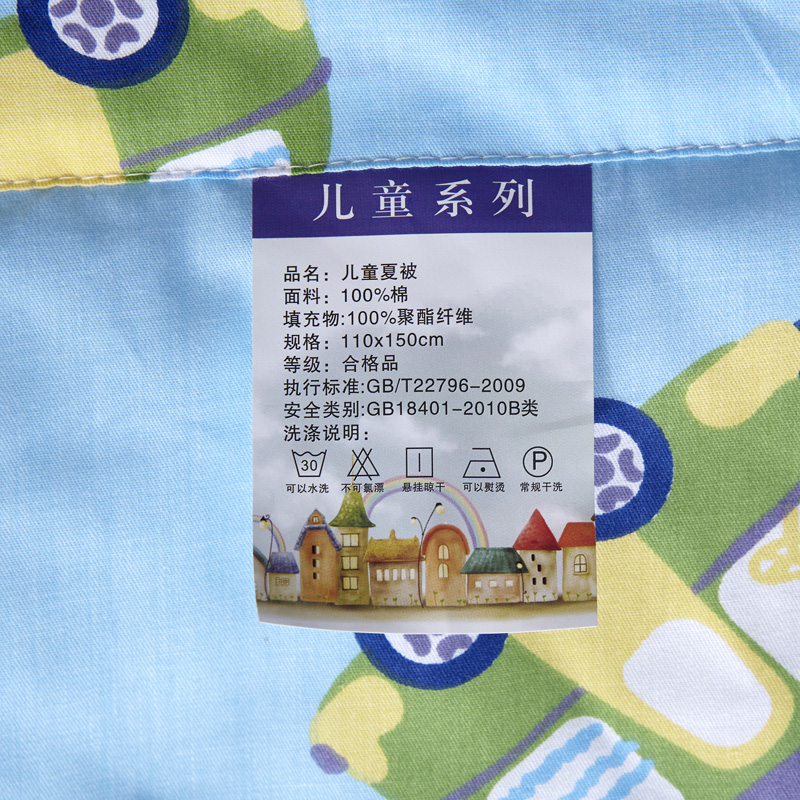 儿童系列
品名：儿童夏被
面料：100%棉
填充物:100%聚酯纤维
规格：110x150cm
等级：合格品
执行标准:GB/T22796-2009
安全类别:GB18401-2010B类
洗涤说明：
30 P
可以水洗 不可氯漂 悬挂晾干 可以熨烫 常规干洗